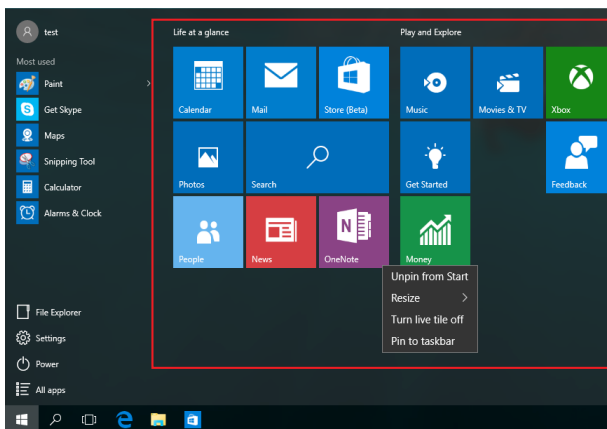 test
Most used
Paint
Get Skype
Maps
Snipping Tool
Calculator
Alarms & Clock
File Explorer
Settings
Power
All apps
Life at a glance
Calendar
Mail
Store (Beta)
Photos
Search
People
News
N
OneNote
Play and Explore
Music
Movies & TV
Xbox
Get Started
Feedback
Money
Unpin from Start
Resize
Turn live tile off
Pin to taskbar